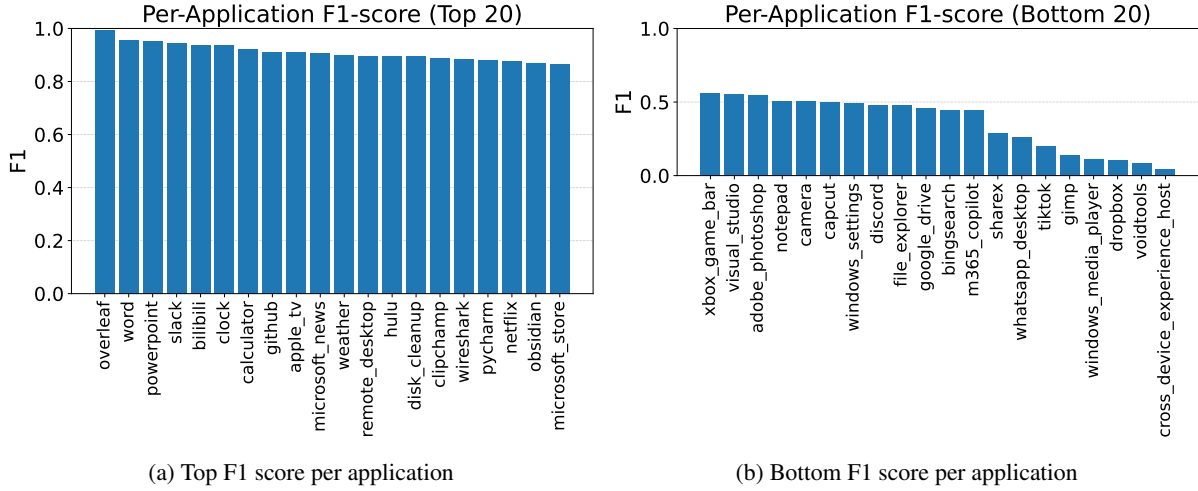 Per-Application F1-score (Top 20)
F1
1.0
0.8
0.6
0.4
0.2
0.0
overleaf
word
powerpoint
slack
bilibili
clock
calculator
github
apple_tv
microsoft_news
weather
remote_desktop
hulu
disk_cleanup
clipchamp
wireshark
pycharm
netflix
obsidian
microsoft_store
(a) Top F1 score per application
Per-Application F1-score (Bottom 20)
F1
1.0
0.5
0.0
xbox_game_bar
visual_studio
adobe_photoshop
notepad
camera
capcut
windows_settings
discord
file_explorer
google_drive
bingsearch
m365_copilot
sharex
whatsapp_desktop
tiktok
gimp
windows_media_player
dropbox
voidtools
cross_device_experience_host
(b) Bottom F1 score per application